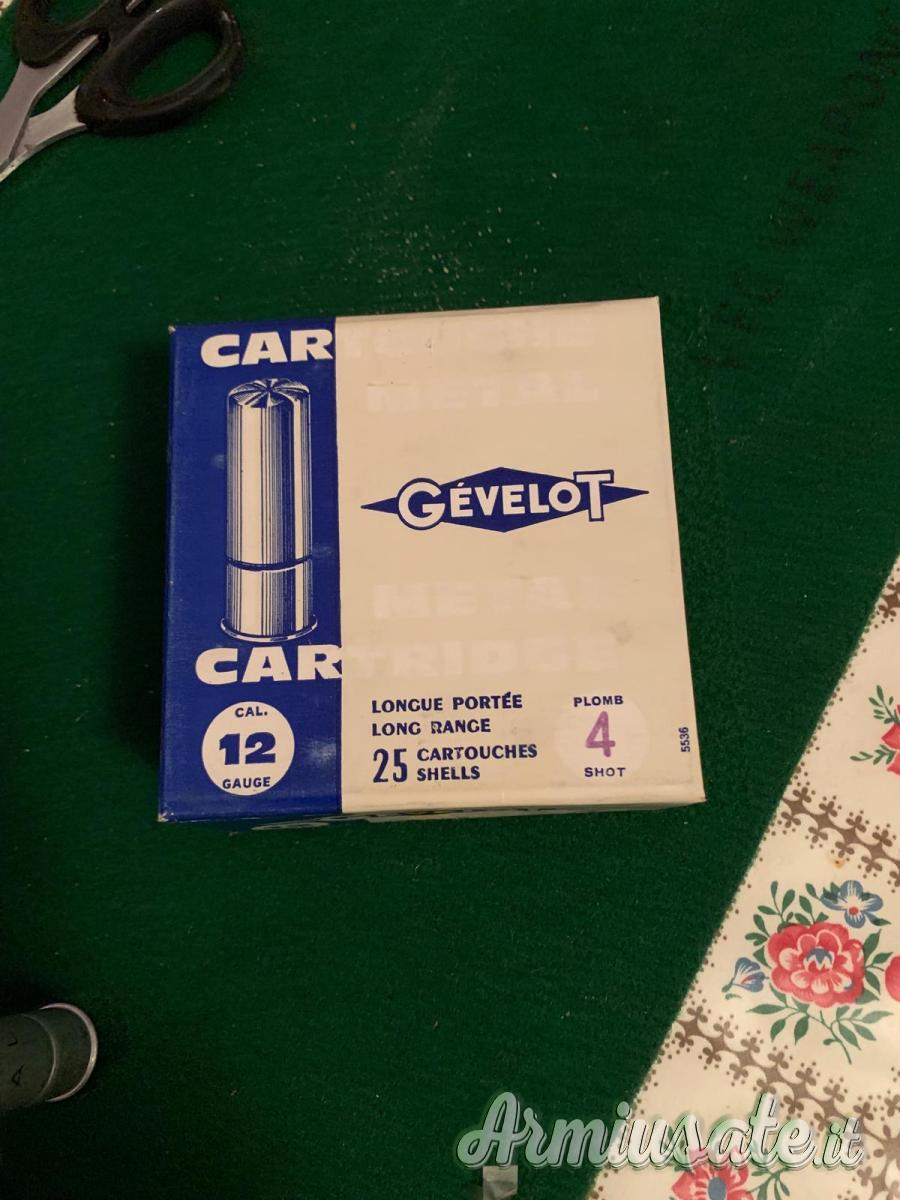 CARTOUCHE
METAL
GÉVELOT
METAL
CARTRIDGE
CAL.
12
GAUGE
LONGUE PORTÉE
LONG RANGE
25 CARTOUCHES
SHELLS
PLOMB
4
SHOT
5536
WEAPONS
Armiusate.it